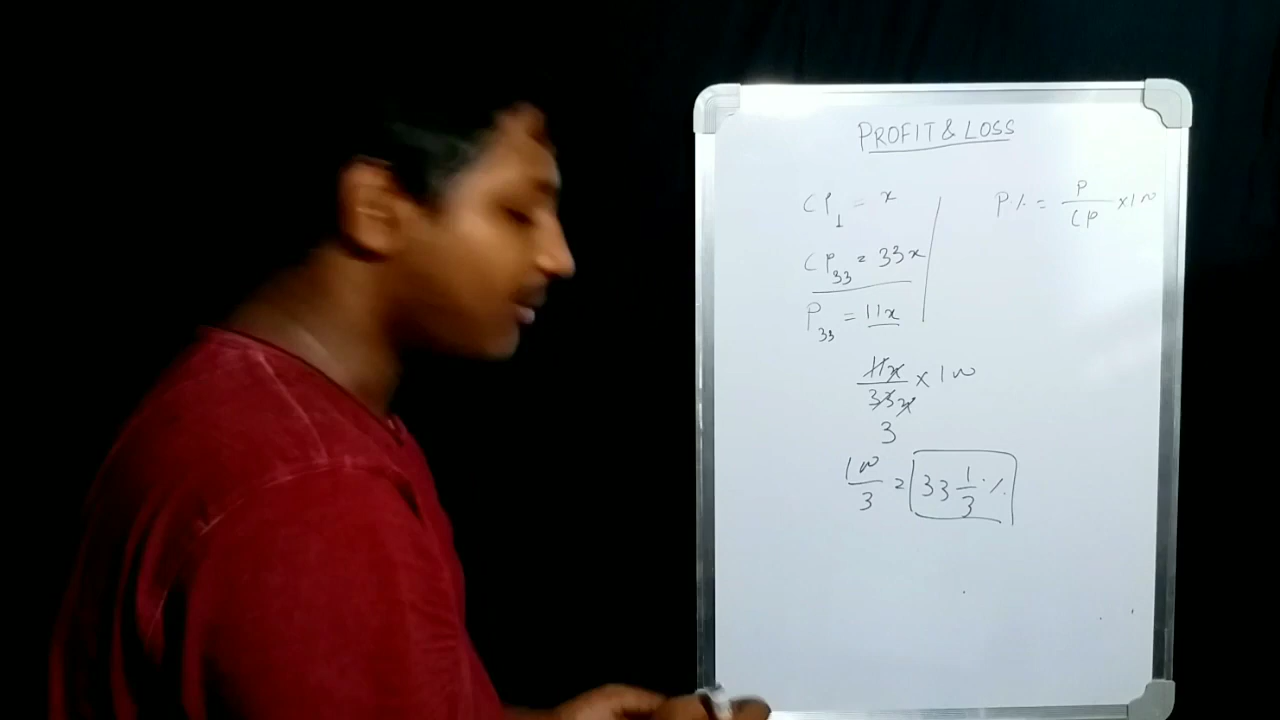 PROFIT & LOSS
CP₁ = x
CP₃₃ = 33x
P₃₃ = 11x
P% = P/CP × 100
11x/33x × 100
3
100/3 = 33 1/3 %